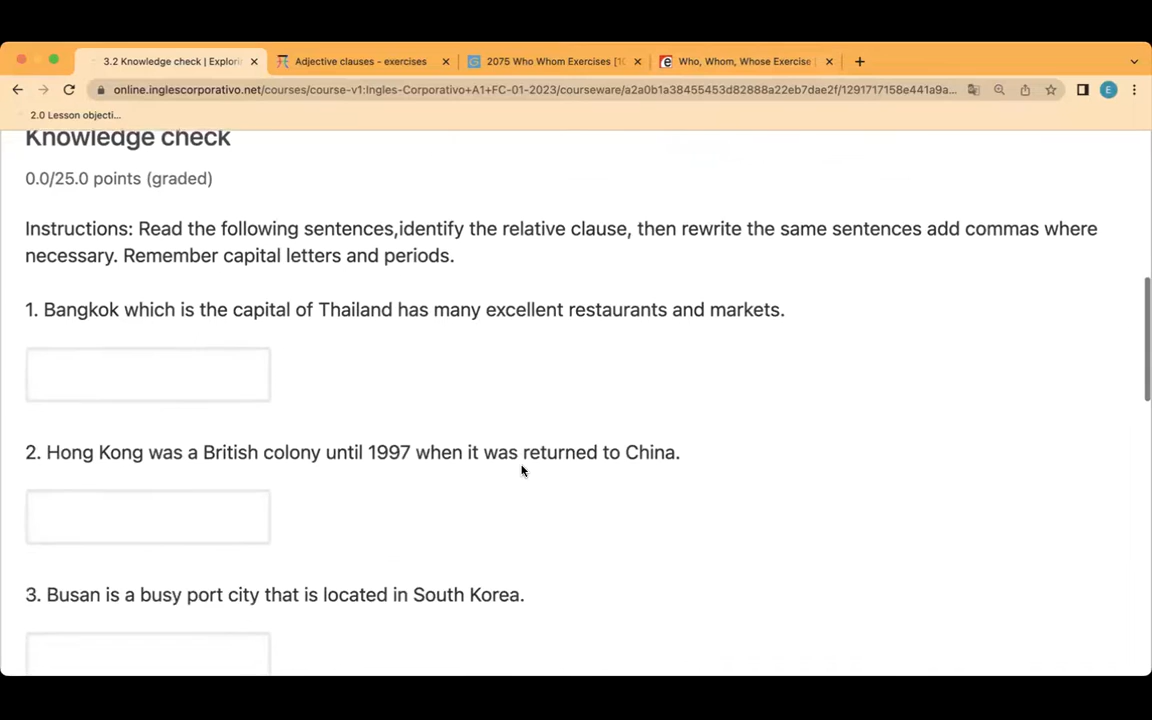 3.2 Knowledge check | Explorin
Adjective clauses - exercises
2075 Who Whom Exercises [1
Who, Whom, Whose Exercise
online.inglescorporativo.net/courses/course-v1:Ingles-Corporativo+A1+FC-01-2023/courseware/a2a0b1a38455453d82888a22eb7dae2f/1291717158e441a9a...
E
2.0 Lesson objecti...
Knowledge check
0.0/25.0 points (graded)
Instructions: Read the following sentences,identify the relative clause, then rewrite the same sentences add commas where
necessary. Remember capital letters and periods.
1. Bangkok which is the capital of Thailand has many excellent restaurants and markets.
2. Hong Kong was a British colony until 1997 when it was returned to China.
3. Busan is a busy port city that is located in South Korea.